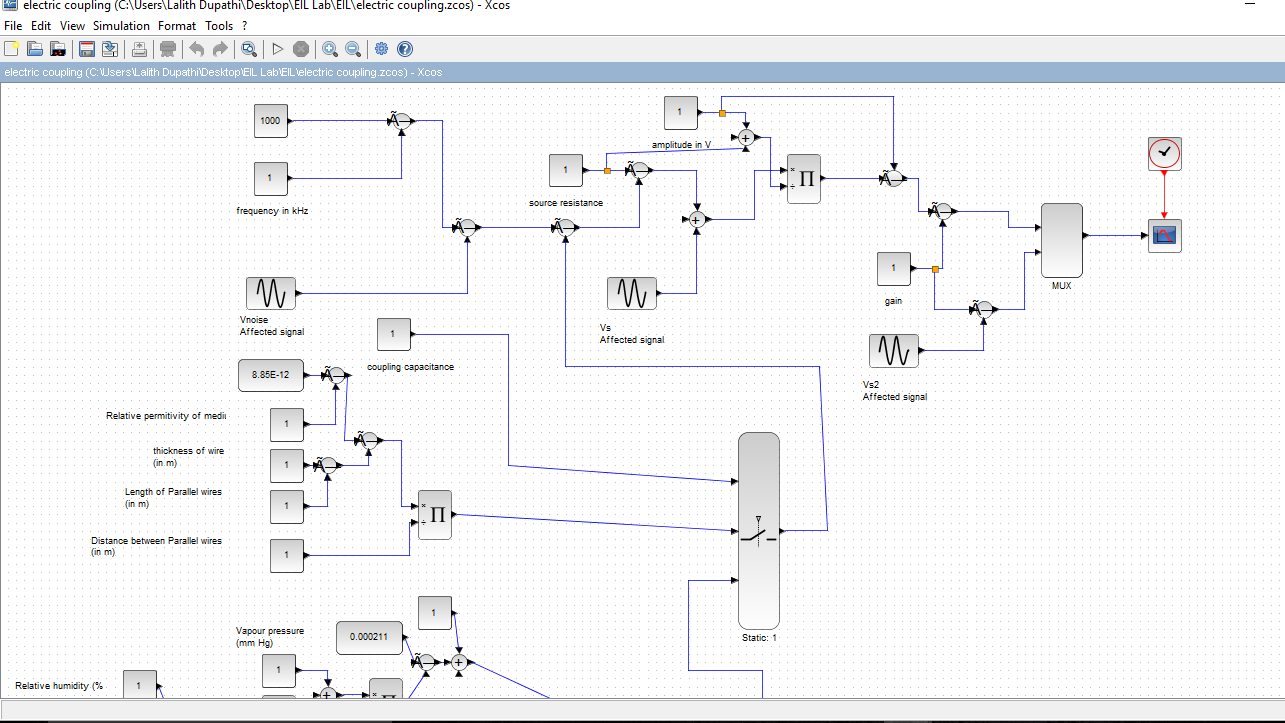 electric coupling (C:\Users\Lalith Dupathi\Desktop\EIL Lab\EIL\electric coupling.zcos) - Xcos
File Edit View Simulation Format Tools ?
electric coupling (C:\Users\Lalith Dupathi\Desktop\EIL Lab\EIL\electric coupling.zcos) - Xcos
1000
1
frequency in kHz
1
amplitude in V
1
source resistance
×
÷
Π
1
gain
MUX
Vnoise
Affected signal
Vs
Affected signal
Vs2
Affected signal
1
coupling capacitance
8.85E-12
Relative permitivity of mediu
1
thickness of wire
(in m)
1
Length of Parallel wires
(in m)
1
×
÷
Π
Distance between Parallel wires
(in m)
1
Static: 1
1
Vapour pressure
(mm Hg)
0.000211
1
Relative humidity (%
1
×
Π